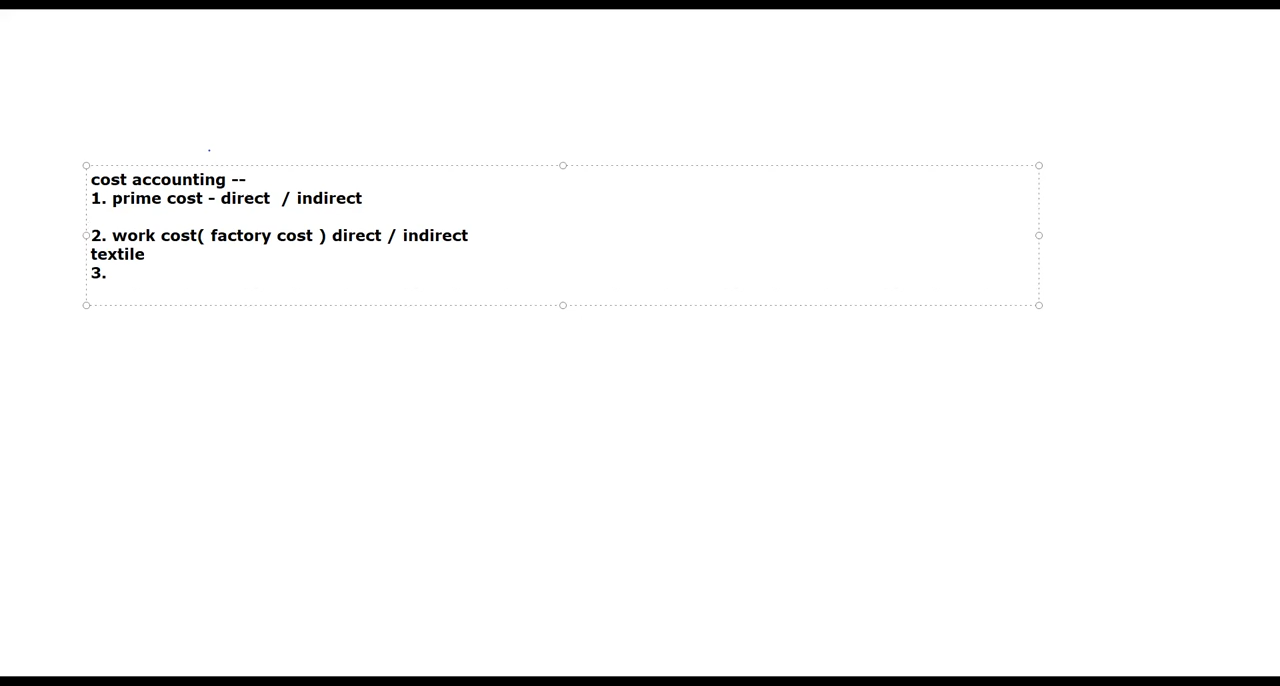 cost accounting --
1. prime cost - direct  / indirect
2. work cost( factory cost ) direct / indirect
textile
3.